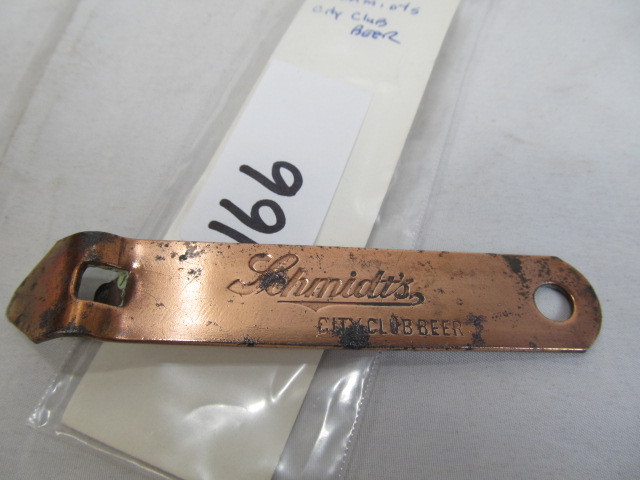 City Club
BEER
166
Schmidt's
CITY CLUB BEER